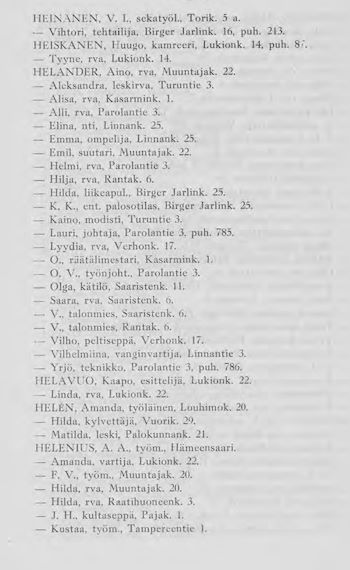 HEINÄNEN, V. I., sekatyöl., Torik. 5 a.
— Vihtori, tehtailija, Birger Jarlink. 16, puh. 213.
HEISKANEN, Huugo, kamreeri, Lukionk. 14, puh.
— Tyyne, rva, Lukionk. 14.
HELANDER, Aino, rva, Muuntajak. 22.
— Aleksandra, leskirva, Turuntie 3.
— Alisa, rva, Kasarmink. 1.
— Alli, rva, Parolantie 3.
— Elina, nti, Linnank. 25.
— Emma, ompelija, Linnank. 25.
— Emil, suutari, Muuntajak. 22.
— Helmi, rva, Parolantie 3.
— Hilja, rva, Rantak. 6.
— Hilda, liikeapul., Birger Jarlink. 25.
— K. K., ent. palosotilas, Birger Jarlink. 25.
— Kaino, modisti, Turuntie 3.
— Lauri, johtaja, Parolantie 3, puh. 785.
— Lyydia, rva, Verhonk. 17.
— O., räätälimestari, Kasarmink. 1.
— O. V., työnjoht., Parolantie 3.
— Olga, kätilö, Saaristenk. 11.
— Saara, rva, Saaristenk. 6.
— V., talonmies, Saaristenk. 6.
— V., talonmies, Rantak. 6.
— Vilho, peltiseppä, Verhonk. 17.
— Vilhelmiina, vanginvartija, Linnantie 3.
— Yrjö, teknikko, Parolantie 3, puh. 786.
HELAVUO, Kaapo, esittelijä, Lukionk. 22.
— Linda, rva, Lukionk. 22.
HELEN, Amanda, työläinen, Louhimok. 20.
— Hilda, kylvettäjä, Vuorik. 29.
— Matilda, leski, Palokunnank. 21.
HELENIUS, A. A., työm., Hämeensaari.
— Amanda, vartija, Lukionk. 22.
— F. V., työm., Muuntajak. 20.
— Hilda, rva, Muuntajak. 20.
— Hilda, rva, Raatihuoneenk. 3.
— J. H., kultaseppä, Pajak. 1.
— Kustaa, työm., Tampereentie 1.